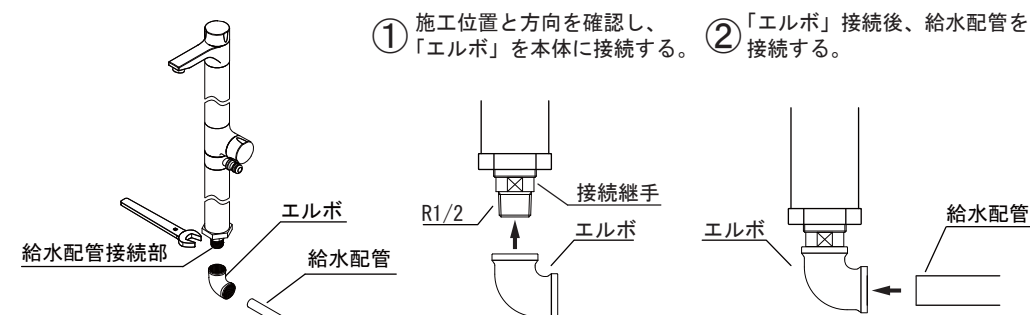 ① 施工位置と方向を確認し、
「エルボ」を本体に接続する。
② 「エルボ」接続後、給水配管を
接続する。
エルボ
給水配管接続部
給水配管
接続継手
R1/2
エルボ
エルボ
給水配管